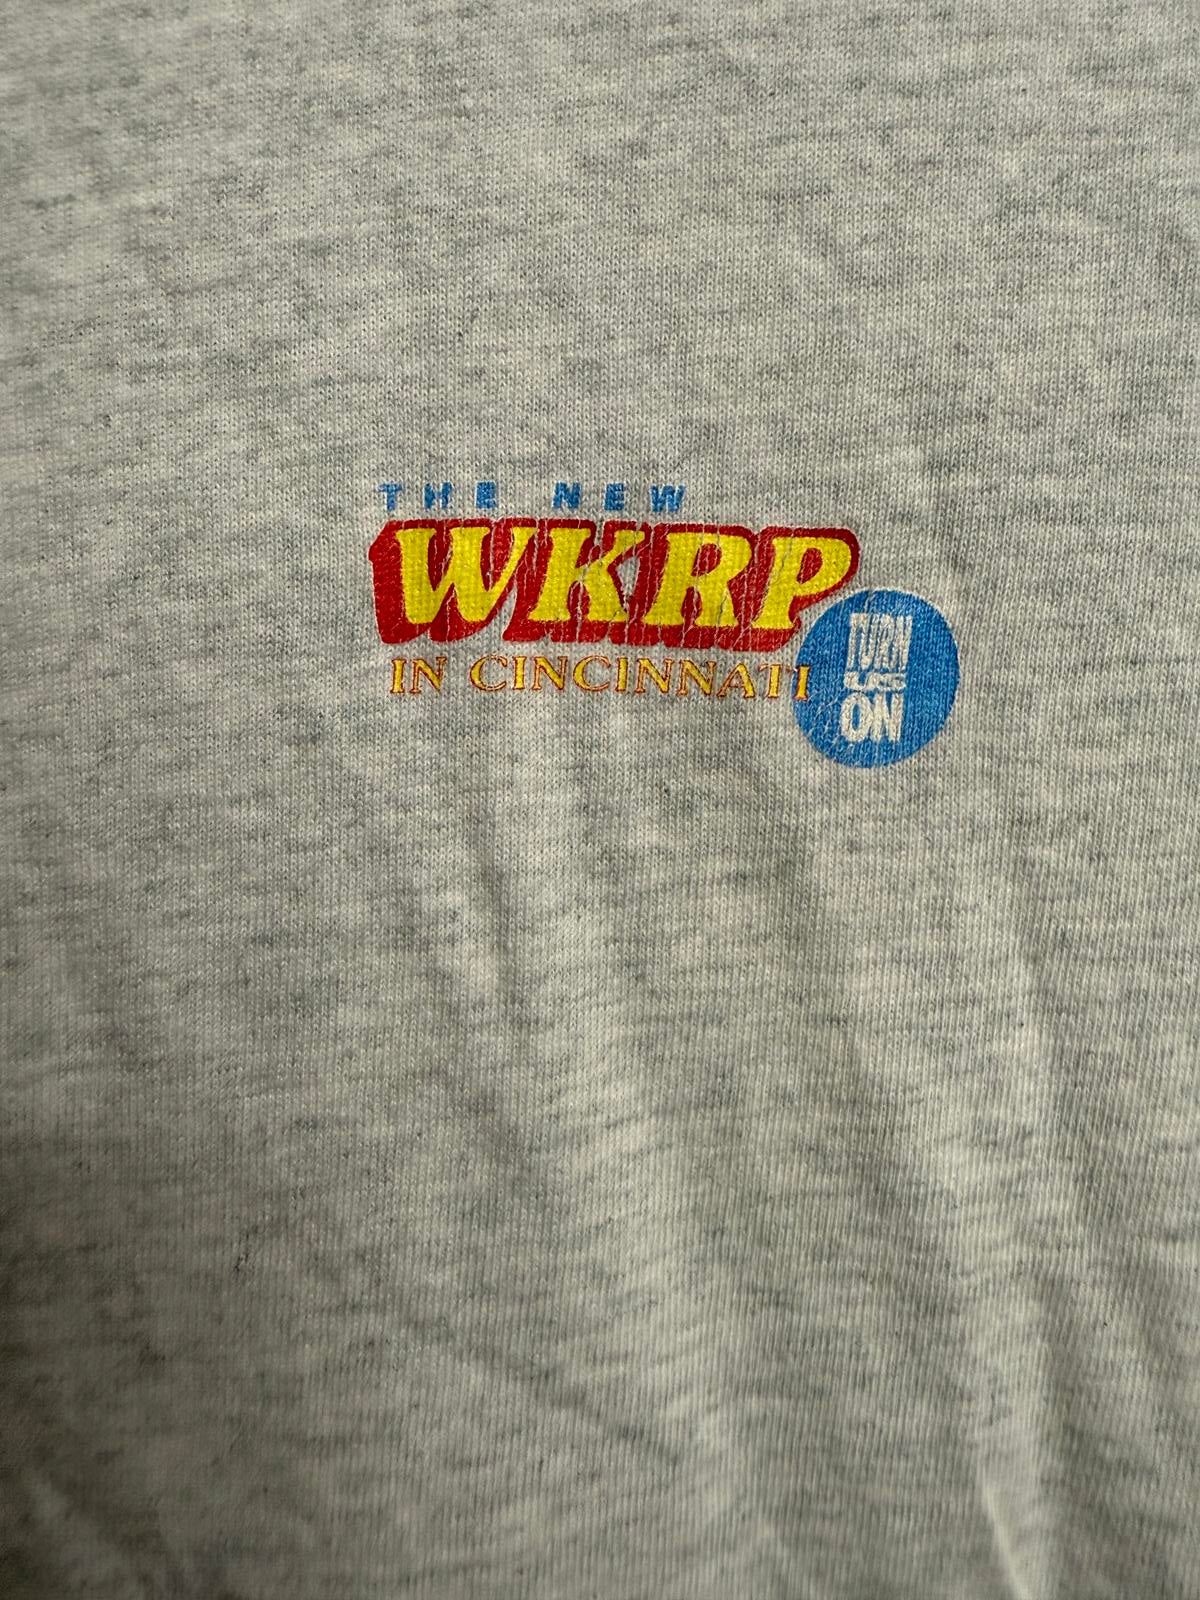 THE NEW
WKRP
IN CINCINNATI
TURN
US
ON